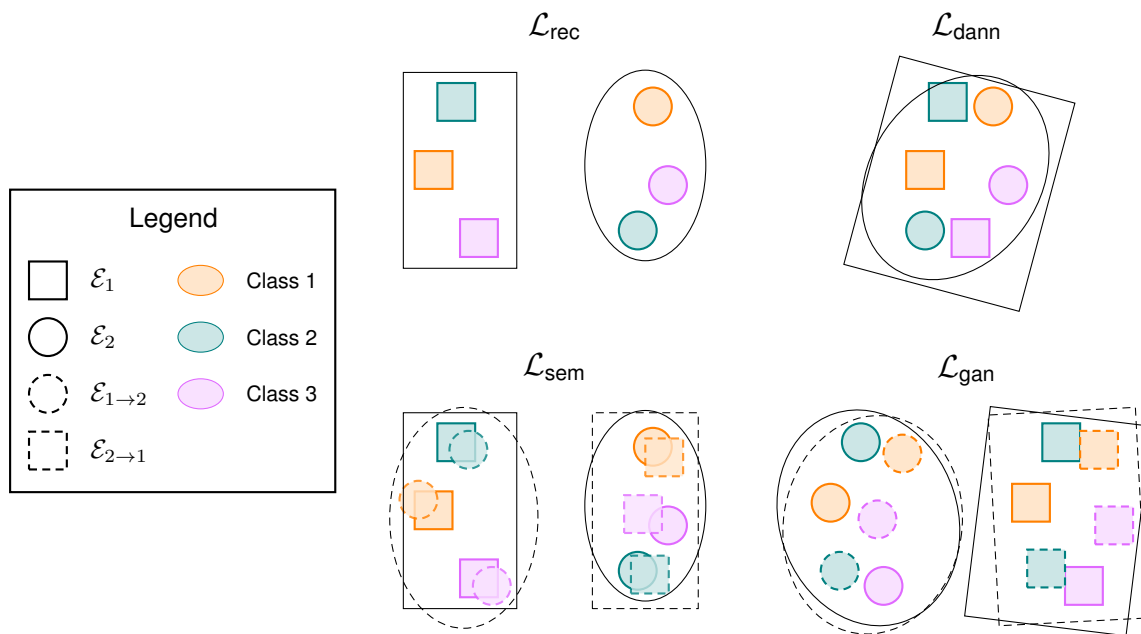 ℒrec
ℒdann
Legend
ℰ1
Class 1
ℰ2
Class 2
ℰ1→2
Class 3
ℰ2→1
ℒsem
ℒgan